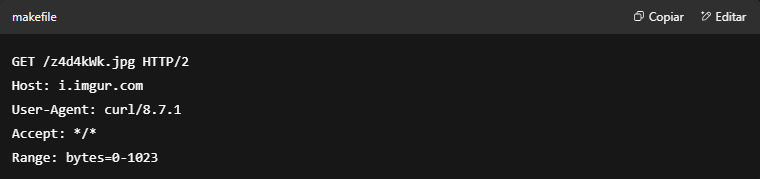 makefile
Copiar
Editar
GET /z4d4kWk.jpg HTTP/2
Host: i.imgur.com
User-Agent: curl/8.7.1
Accept: */*
Range: bytes=0-1023